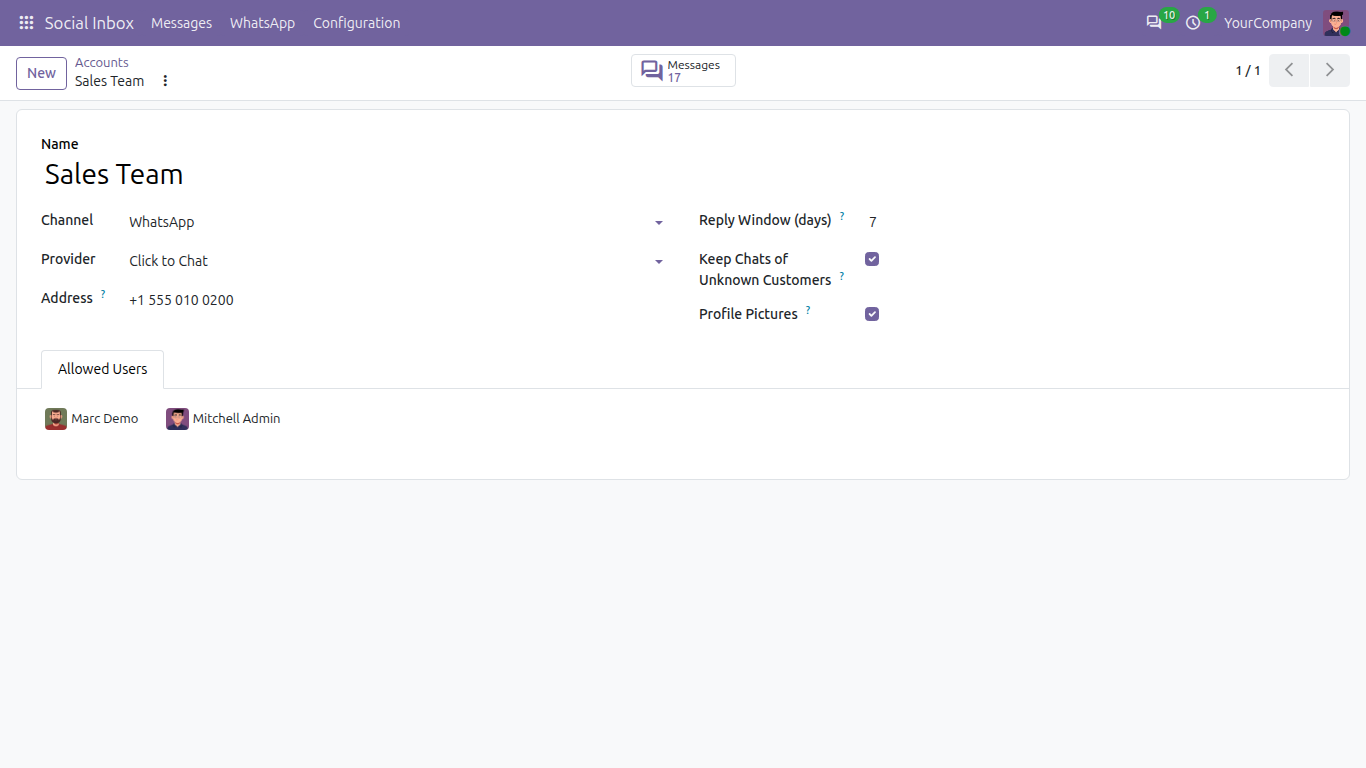 Social Inbox Messages WhatsApp Configuration 10 1 YourCompany
New Accounts
Sales Team
Messages
17
1 / 1
Name
Sales Team
Channel WhatsApp
Provider Click to Chat
Address ? +1 555 010 0200
Reply Window (days) ? 7
Keep Chats of
Unknown Customers ?
Profile Pictures ?
Allowed Users
Marc Demo Mitchell Admin